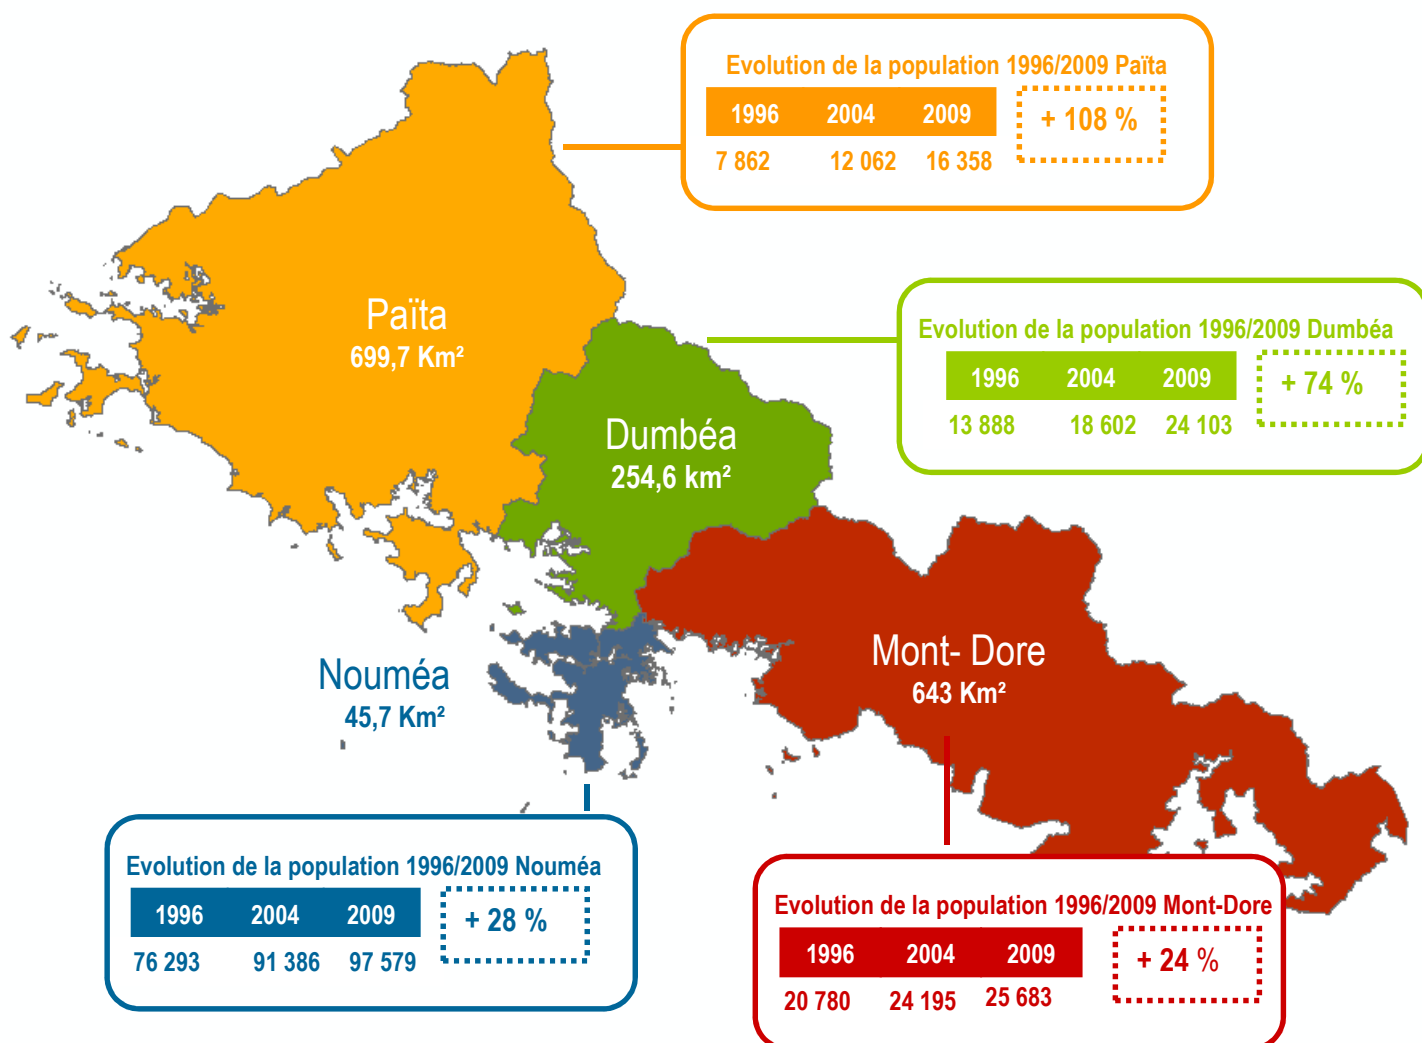 Evolution de la population 1996/2009 Païta
1996 2004 2009
+ 108 %
7 862 12 062 16 358
Païta
699,7 Km²
Evolution de la population 1996/2009 Dumbéa
1996 2004 2009
+ 74 %
13 888 18 602 24 103
Dumbéa
254,6 km²
Mont- Dore
643 Km²
Nouméa
45,7 Km²
Evolution de la population 1996/2009 Nouméa
1996 2004 2009
+ 28 %
76 293 91 386 97 579
Evolution de la population 1996/2009 Mont-Dore
1996 2004 2009
+ 24 %
20 780 24 195 25 683